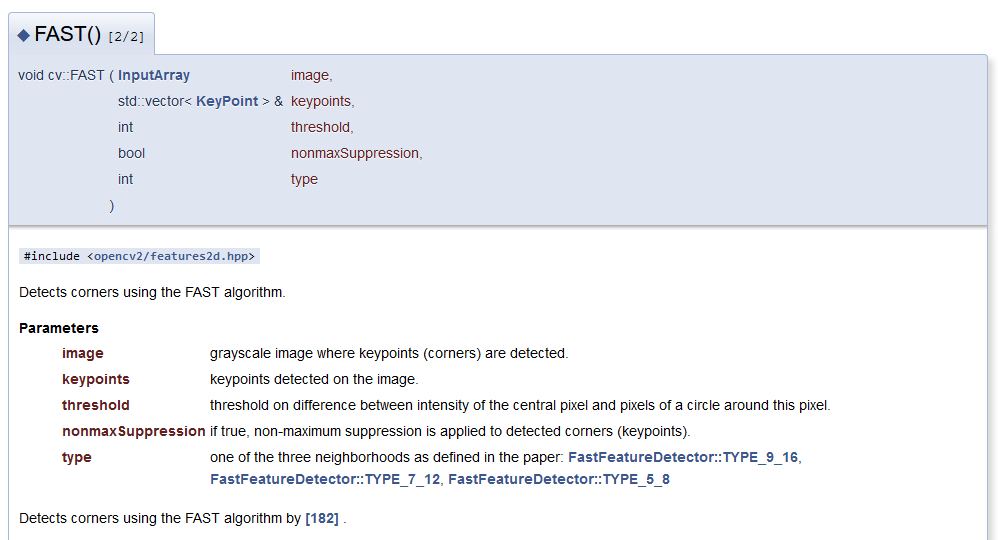 ◆ FAST() [2/2]
void cv::FAST ( InputArray image,
std::vector< KeyPoint > & keypoints,
int threshold,
bool nonmaxSuppression,
int type
)
#include <opencv2/features2d.hpp>
Detects corners using the FAST algorithm.
Parameters
image grayscale image where keypoints (corners) are detected.
keypoints keypoints detected on the image.
threshold threshold on difference between intensity of the central pixel and pixels of a circle around this pixel.
nonmaxSuppression if true, non-maximum suppression is applied to detected corners (keypoints).
type one of the three neighborhoods as defined in the paper: FastFeatureDetector::TYPE_9_16,
FastFeatureDetector::TYPE_7_12, FastFeatureDetector::TYPE_5_8
Detects corners using the FAST algorithm by [182] .